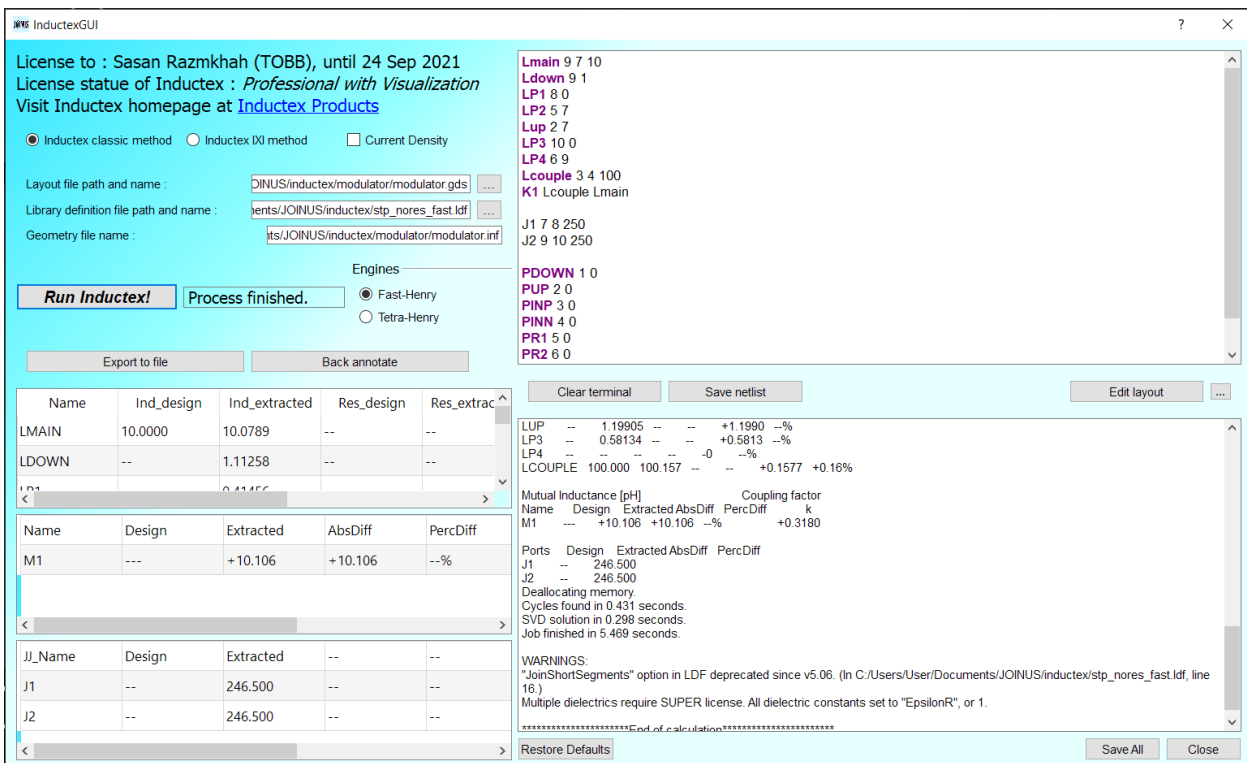 JOINUS InductexGUI
? ×
License to : Sasan Razmkhah (TOBB), until 24 Sep 2021
License statue of Inductex : Professional with Visualization
Visit Inductex homepage at Inductex Products
Inductex classic method Inductex IXI method Current Density
Layout file path and name : OINUS/inductex/modulator/modulator.gds ...
Library definition file path and name : ents/JOINUS/inductex/stp_nores_fast.ldf ...
Geometry file name : ts/JOINUS/inductex/modulator/modulator.inf
Engines
Run Inductex! Process finished. Fast-Henry
Tetra-Henry
Export to file Back annotate
Name Ind_design Ind_extracted Res_design Res_extrac
LMAIN 10.0000 10.0789 -- --
LDOWN -- 1.11258 -- --
LP1 0.41456
Name Design Extracted AbsDiff PercDiff
M1 --- +10.106 +10.106 --%
JJ_Name Design Extracted -- --
J1 -- 246.500 -- --
J2 -- 246.500 -- --
Lmain 9 7 10
Ldown 9 1
LP1 8 0
LP2 5 7
Lup 2 7
LP3 10 0
LP4 6 9
Lcouple 3 4 100
K1 Lcouple Lmain
J1 7 8 250
J2 9 10 250
PDOWN 1 0
PUP 2 0
PINP 3 0
PINN 4 0
PR1 5 0
PR2 6 0
Clear terminal Save netlist Edit layout ...
LUP -- 1.19905 -- -- +1.1990 --%
LP3 -- 0.58134 -- -- +0.5813 --%
LP4 -- -- -- -- -0 --%
LCOUPLE 100.000 100.157 -- -- +0.1577 +0.16%
Mutual Inductance [pH] Coupling factor
Name Design Extracted AbsDiff PercDiff k
M1 --- +10.106 +10.106 --% +0.3180
Ports Design Extracted AbsDiff PercDiff
J1 -- 246.500
J2 -- 246.500
Deallocating memory.
Cycles found in 0.431 seconds.
SVD solution in 0.298 seconds.
Job finished in 5.469 seconds.
WARNINGS:
"JoinShortSegments" option in LDF deprecated since v5.06. (In C:/Users/User/Documents/JOINUS/inductex/stp_nores_fast.ldf, line
16.)
Multiple dielectrics require SUPER license. All dielectric constants set to "EpsilonR", or 1.
**********************End of calculation***********************
Restore Defaults Save All Close